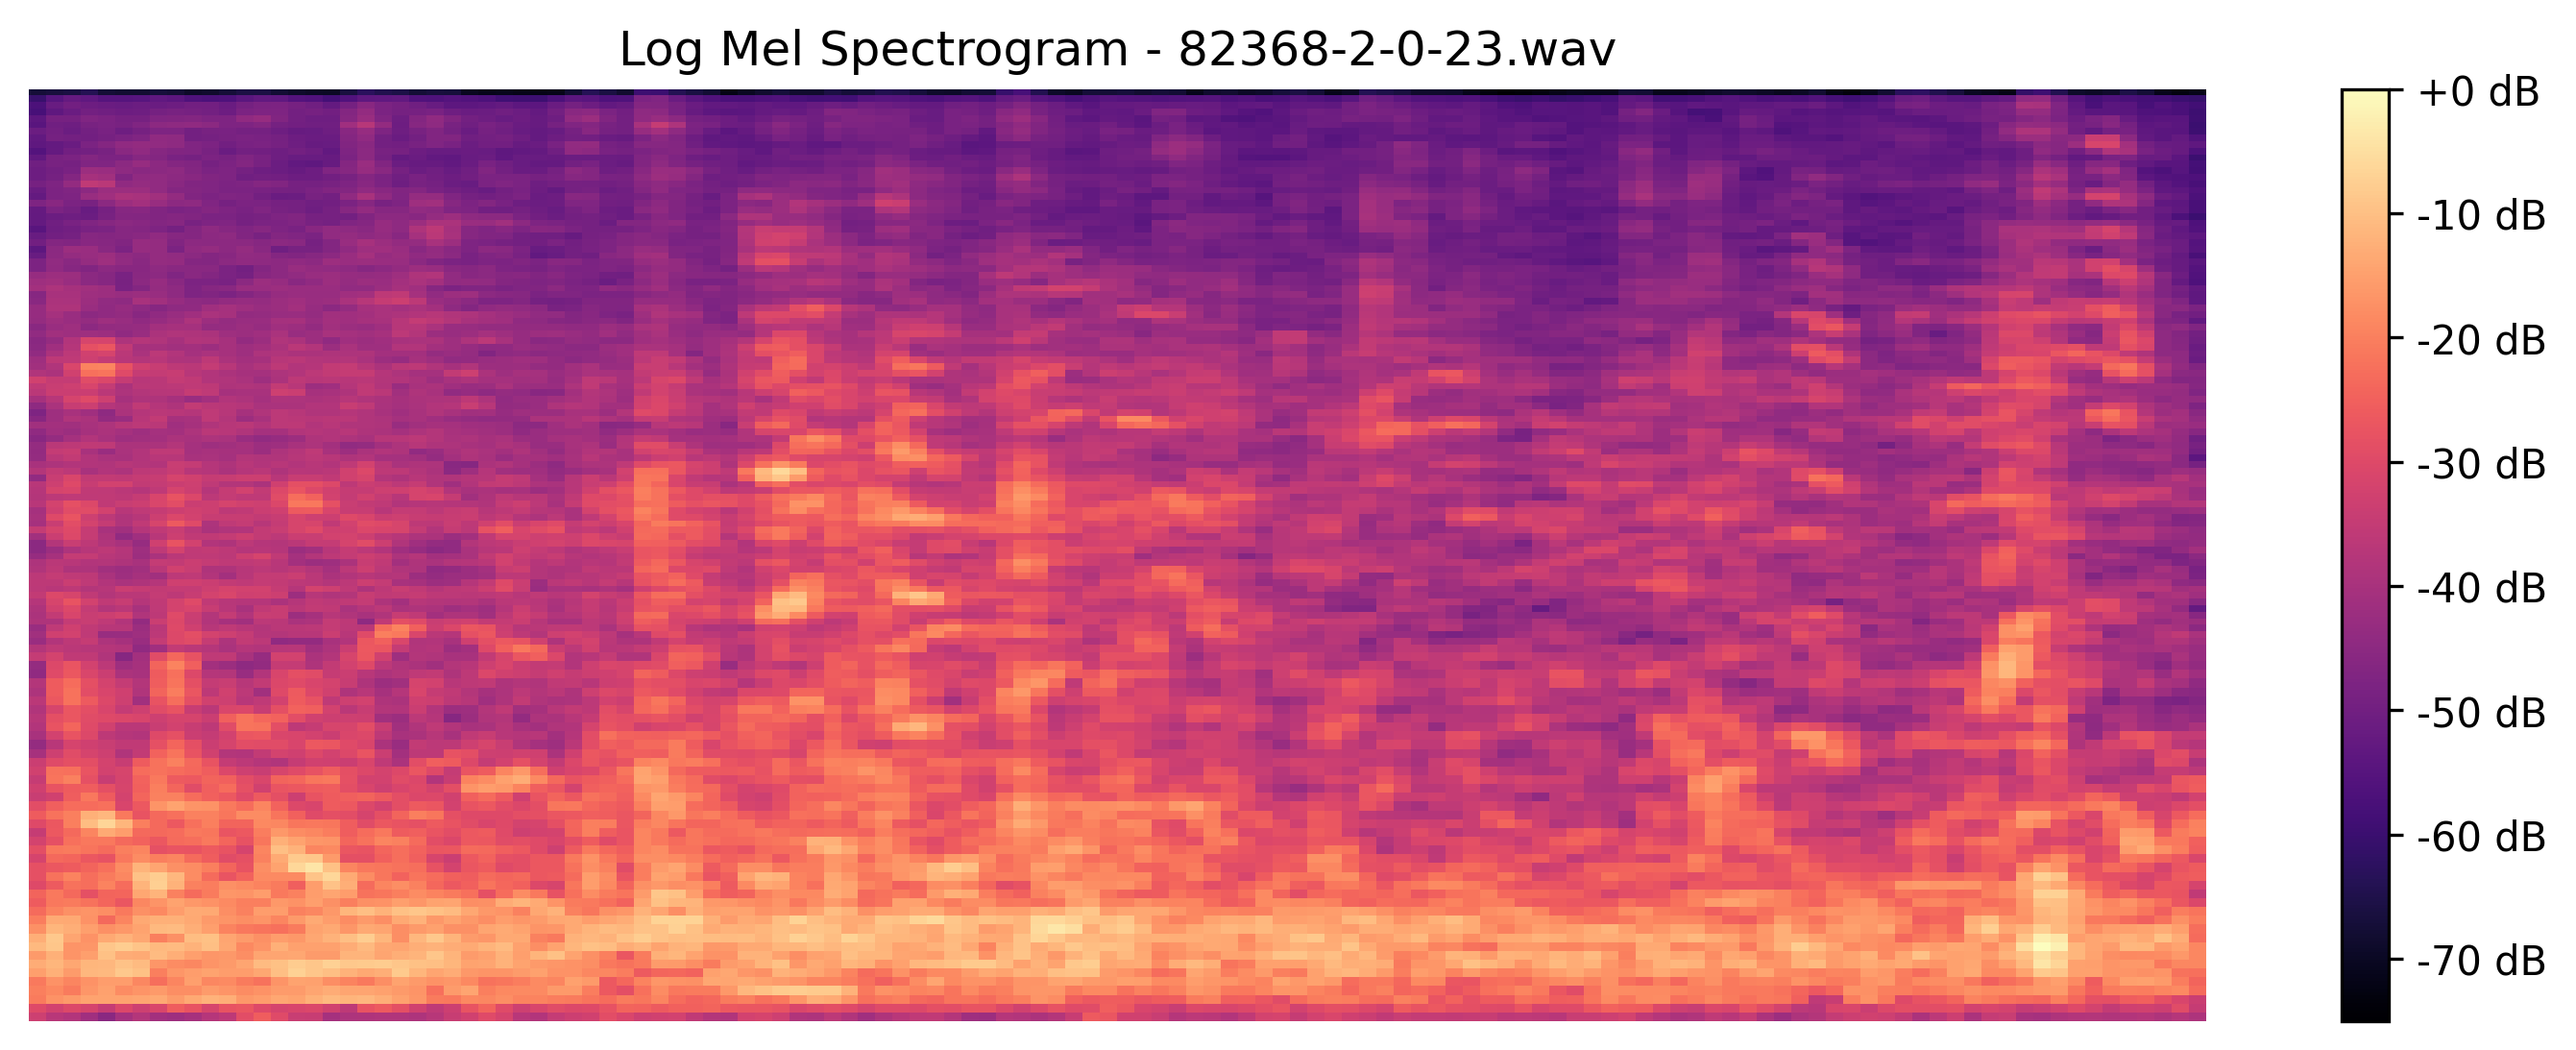 Log Mel Spectrogram - 82368-2-0-23.wav
+0 dB
-10 dB
-20 dB
-30 dB
-40 dB
-50 dB
-60 dB
-70 dB